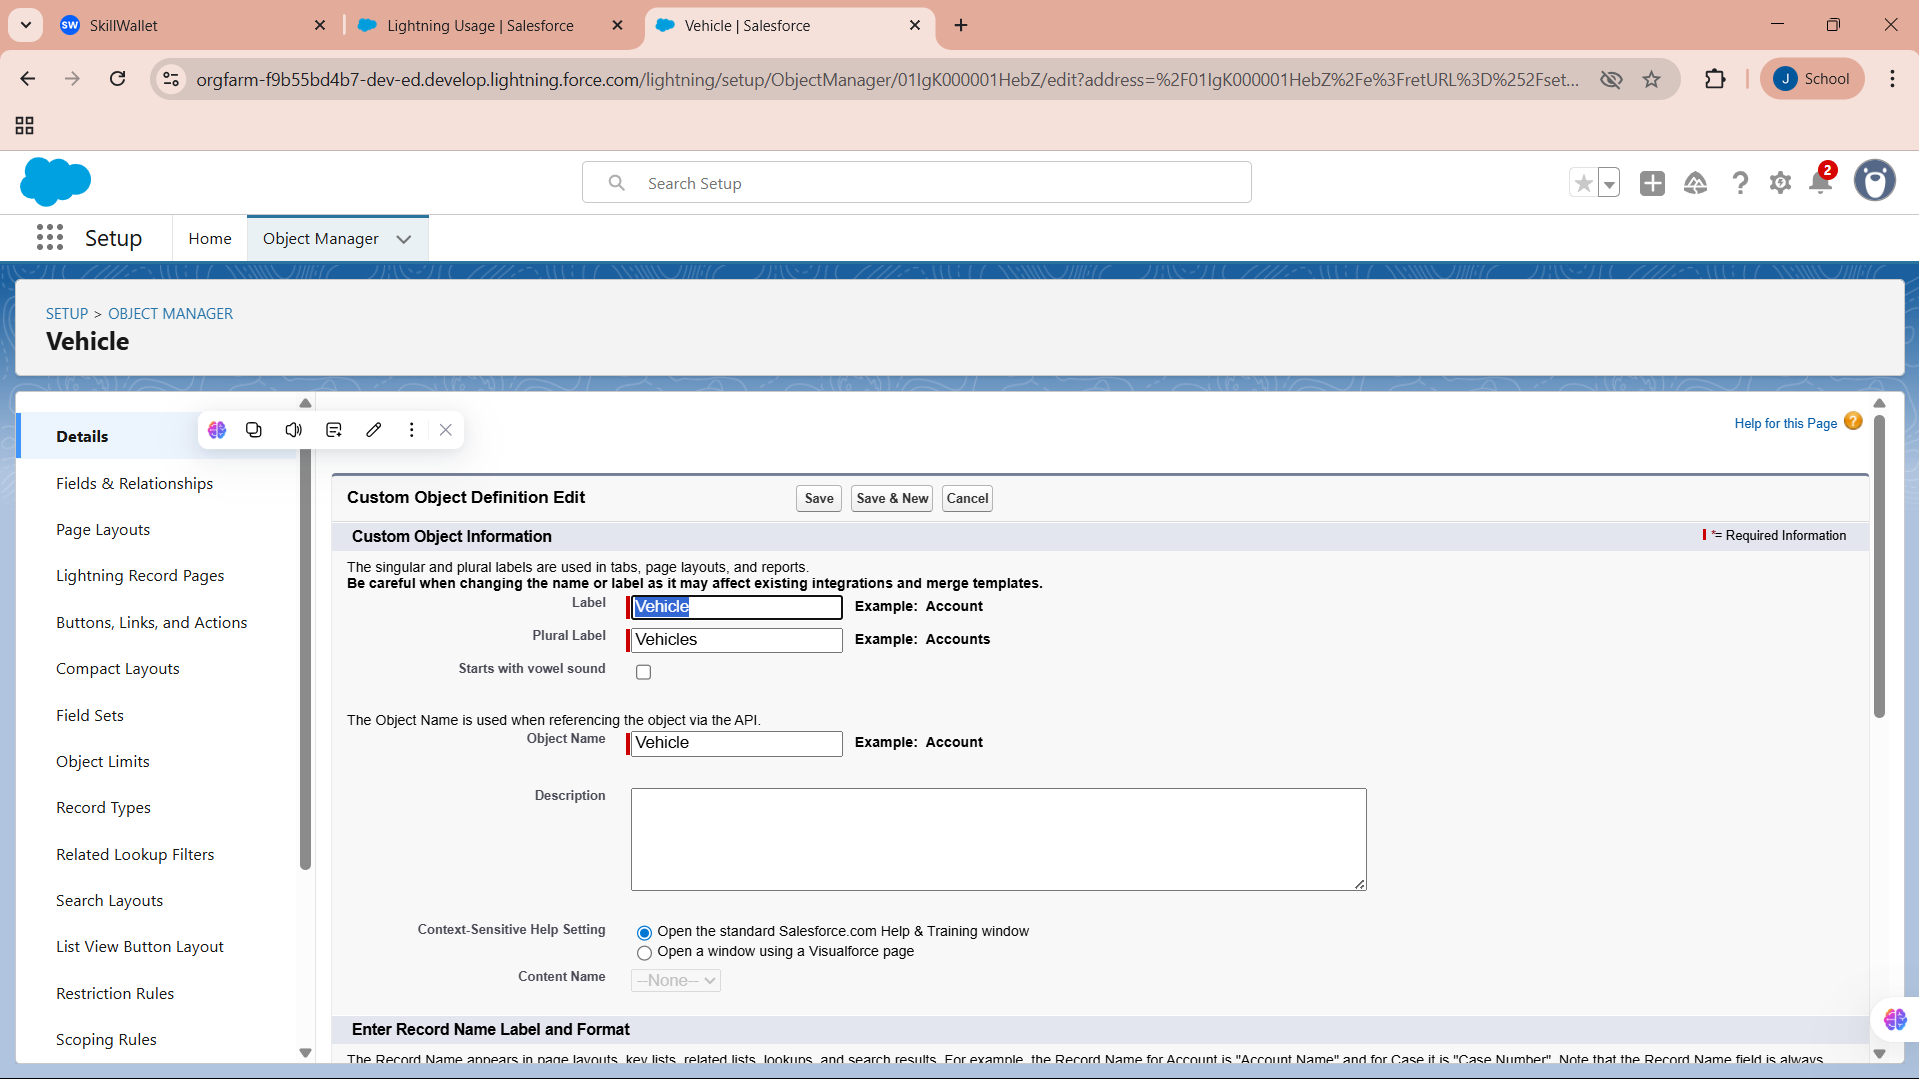 SW SkillWallet
Lightning Usage | Salesforce
Vehicle | Salesforce
orgfarm-f9b55bd4b7-dev-ed.develop.lightning.force.com/lightning/setup/ObjectManager/01IgK000001HebZ/edit?address=%2F01IgK000001HebZ%2Fe%3FretURL%3D%252Fset...
J School
Search Setup
2
Setup
Home
Object Manager
SETUP > OBJECT MANAGER
Vehicle
Details
Fields & Relationships
Page Layouts
Lightning Record Pages
Buttons, Links, and Actions
Compact Layouts
Field Sets
Object Limits
Record Types
Related Lookup Filters
Search Layouts
List View Button Layout
Restriction Rules
Scoping Rules
Help for this Page ?
Custom Object Definition Edit
Save
Save & New
Cancel
Custom Object Information
*= Required Information
The singular and plural labels are used in tabs, page layouts, and reports.
Be careful when changing the name or label as it may affect existing integrations and merge templates.
Label Vehicle Example: Account
Plural Label Vehicles Example: Accounts
Starts with vowel sound
The Object Name is used when referencing the object via the API.
Object Name Vehicle Example: Account
Description
Context-Sensitive Help Setting Open the standard Salesforce.com Help & Training window
Open a window using a Visualforce page
Content Name --None--
Enter Record Name Label and Format
The Record Name appears in page layouts, key lists, related lists, lookups, and search results. For example, the Record Name for Account is "Account Name" and for Case it is "Case Number". Note that the Record Name field is always